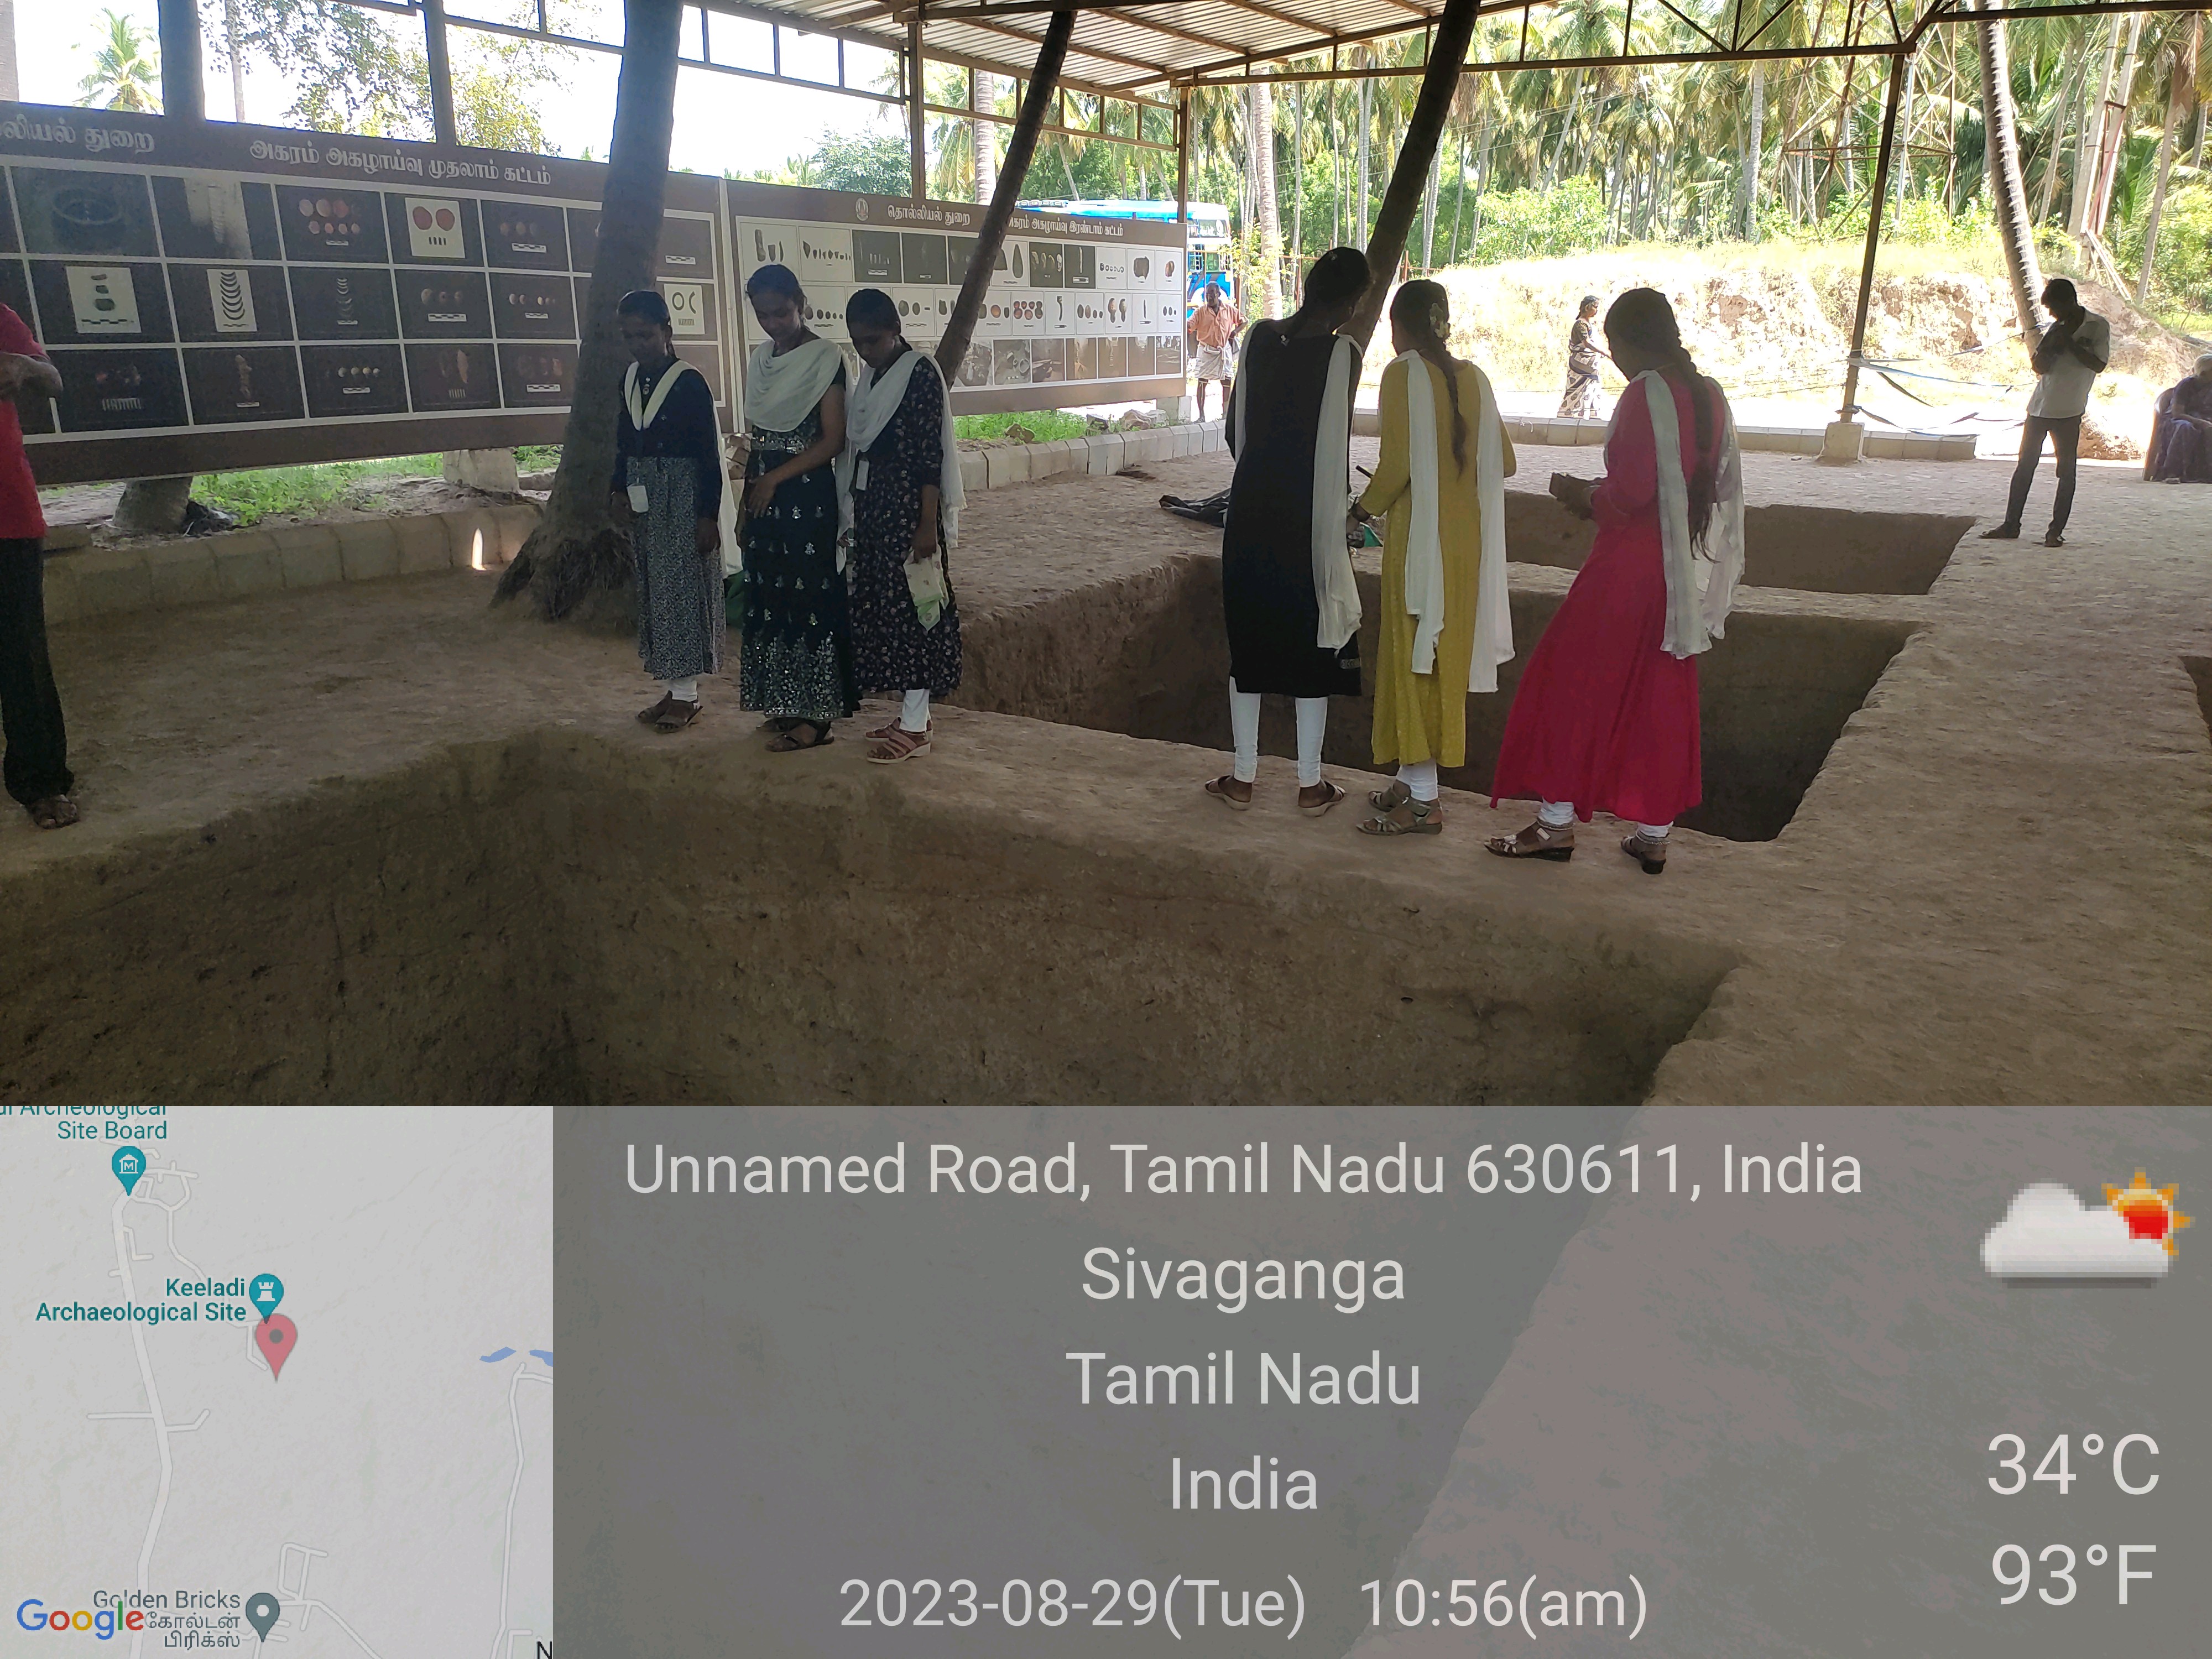 துறை
அகரம் அகழாய்வு முதலாம் கட்டம்
தொல்லியல் துறை
அகரம் அகழாய்வு இரண்டாம் கட்டம்
Archeological
Site Board
Keeladi
Archaeological Site
Golden Bricks
கோல்டன்
பிரிக்ஸ்
Google
Unnamed Road, Tamil Nadu 630611, India
Sivaganga
Tamil Nadu
India
2023-08-29(Tue) 10:56(am)
34°C
93°F